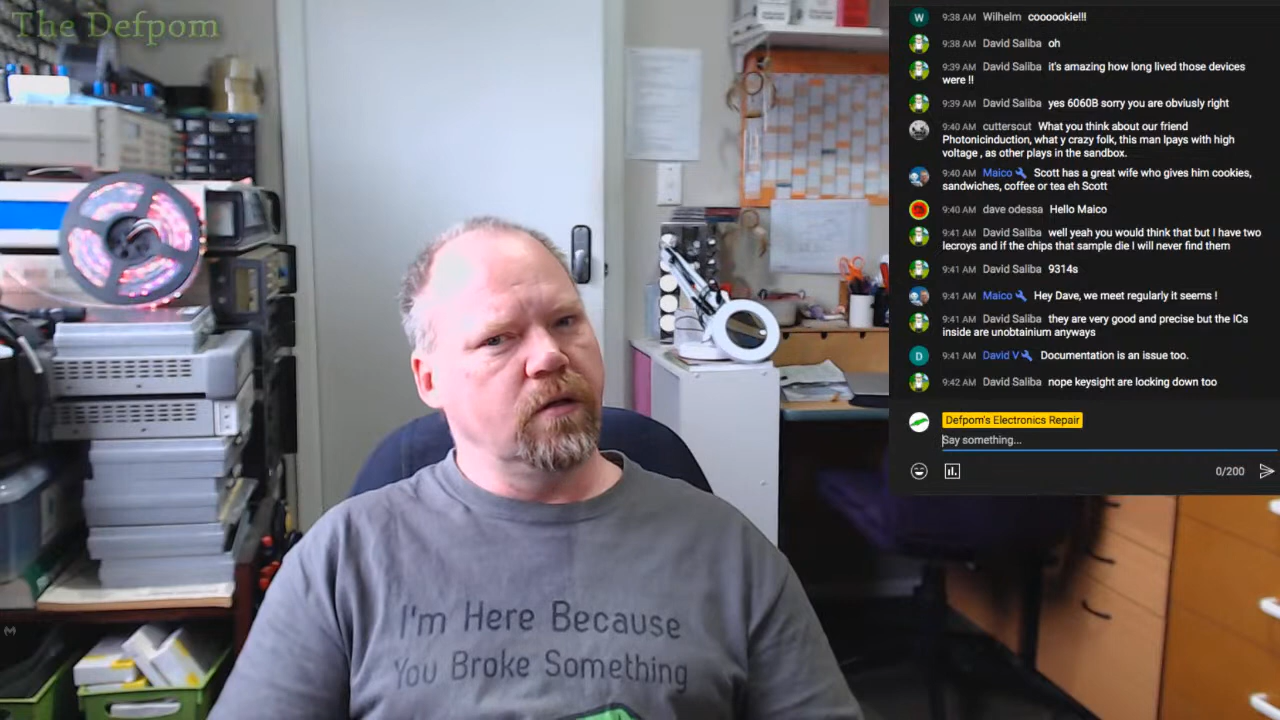 The Defpom
9:38 AM Wilhelm coooookie!!!
9:38 AM David Saliba oh
9:39 AM David Saliba it's amazing how long lived those devices
were !!
9:39 AM David Saliba yes 6060B sorry you are obviusly right
9:40 AM cutterscut What you think about our friend
Photonicinduction, what y crazy folk, this man lpays with high
voltage , as other plays in the sandbox.
9:40 AM Maico Scott has a great wife who gives him cookies,
sandwiches, coffee or tea eh Scott
9:40 AM dave odessa Hello Maico
9:41 AM David Saliba well yeah you would think that but I have two
lecroys and if the chips that sample die I will never find them
9:41 AM David Saliba 9314s
9:41 AM Maico Hey Dave, we meet regularly it seems !
9:41 AM David Saliba they are very good and precise but the ICs
inside are unobtainium anyways
9:41 AM David V Documentation is an issue too.
9:42 AM David Saliba nope keysight are locking down too
Defpom's Electronics Repair
Say something...
0/200
W
D
I'm Here Because
You Broke Something